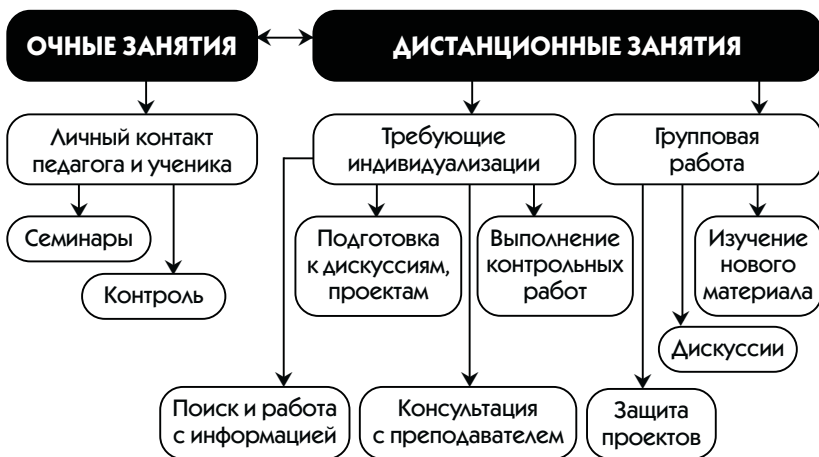 ОЧНЫЕ ЗАНЯТИЯ
ДИСТАНЦИОННЫЕ ЗАНЯТИЯ
Личный контакт
педагога и ученика
Требующие
индивидуализации
Групповая
работа
Семинары
Контроль
Подготовка
к дискуссиям,
проектам
Выполнение
контрольных
работ
Изучение
нового
материала
Дискуссии
Поиск и работа
с информацией
Консультация
с преподавателем
Защита
проектов